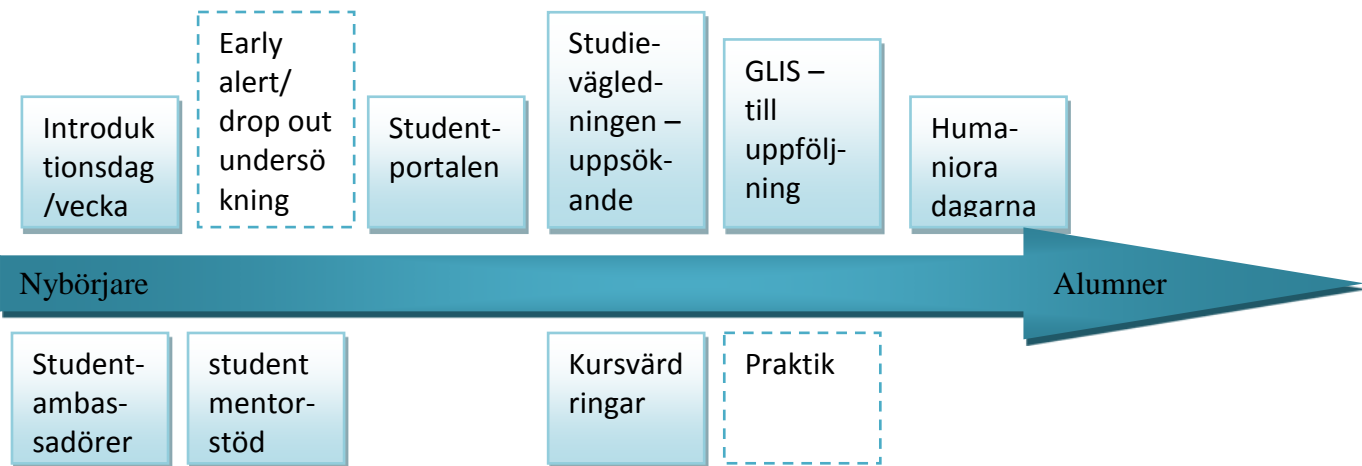 Introduk
tionsdag
/vecka
Early
alert/
drop out
undersö
kning
Student-
portalen
Studie-
vägled-
ningen –
uppsök-
ande
GLIS –
till
uppfölj-
ning
Huma-
niora
dagarna
Nybörjare
Alumner
Student-
ambas-
sadörer
student
mentor-
stöd
Kursvärd
ringar
Praktik